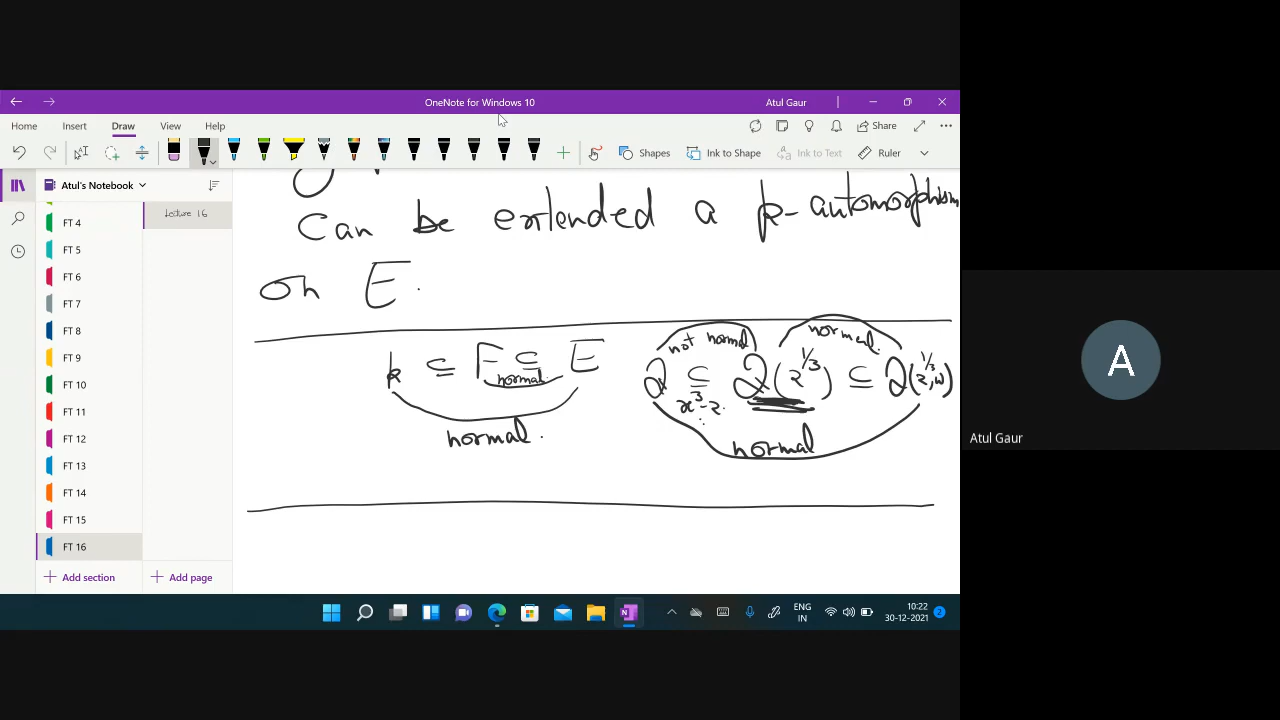 OneNote for Windows 10
Atul Gaur
Home Insert Draw View Help
Share
Shapes Ink to Shape Ink to Text Ruler
Atul's Notebook
Lecture 16
FT 4
FT 5
FT 6
FT 7
FT 8
FT 9
FT 10
FT 11
FT 12
FT 13
FT 14
FT 15
FT 16
Add section Add page
Can be extended a k-automorphism
on E.
k ⊆ F ⊆ E
normal
normal.
not normal normal.
Q ⊆ Q(2^{1/3}) ⊆ Q(2^{1/3}, ω)
x^3-2.
normal
ENG
IN
10:22
30-12-2021
2
A
Atul Gaur